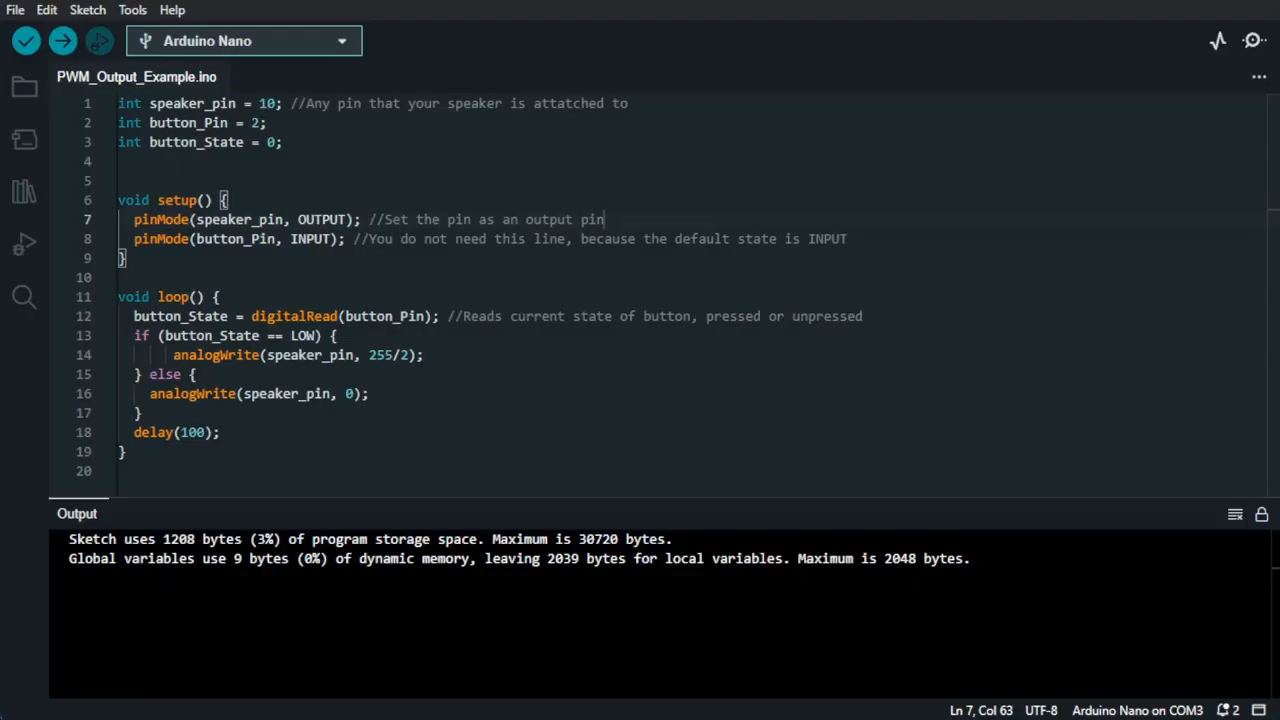 File Edit Sketch Tools Help
Arduino Nano
PWM_Output_Example.ino
1 int speaker_pin = 10; //Any pin that your speaker is attatched to
2 int button_Pin = 2;
3 int button_State = 0;
4
5
6 void setup() {
7 pinMode(speaker_pin, OUTPUT); //Set the pin as an output pin
8 pinMode(button_Pin, INPUT); //You do not need this line, because the default state is INPUT
9 }
10
11 void loop() {
12 button_State = digitalRead(button_Pin); //Reads current state of button, pressed or unpressed
13 if (button_State == LOW) {
14 analogWrite(speaker_pin, 255/2);
15 } else {
16 analogWrite(speaker_pin, 0);
17 }
18 delay(100);
19 }
20
Output
Sketch uses 1208 bytes (3%) of program storage space. Maximum is 30720 bytes.
Global variables use 9 bytes (0%) of dynamic memory, leaving 2039 bytes for local variables. Maximum is 2048 bytes.
Ln 7, Col 63 UTF-8 Arduino Nano on COM3 2